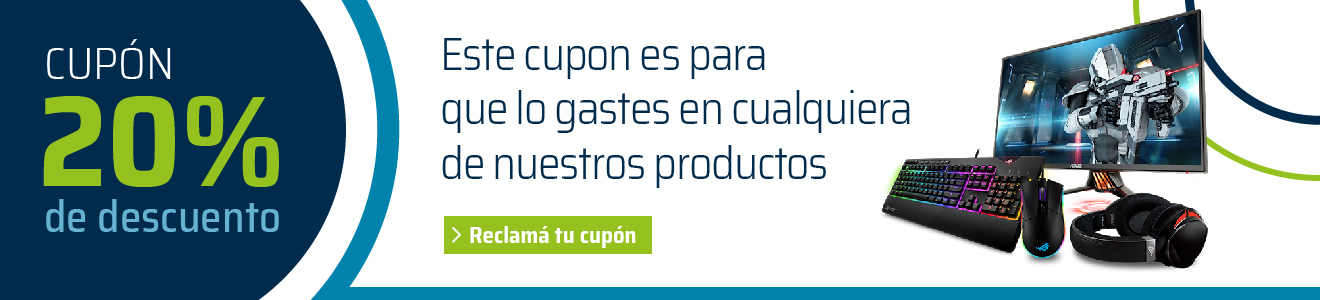 CUPÓN
20%
de descuento
Este cupon es para
que lo gastes en cualquiera
de nuestros productos
> Reclamá tu cupón